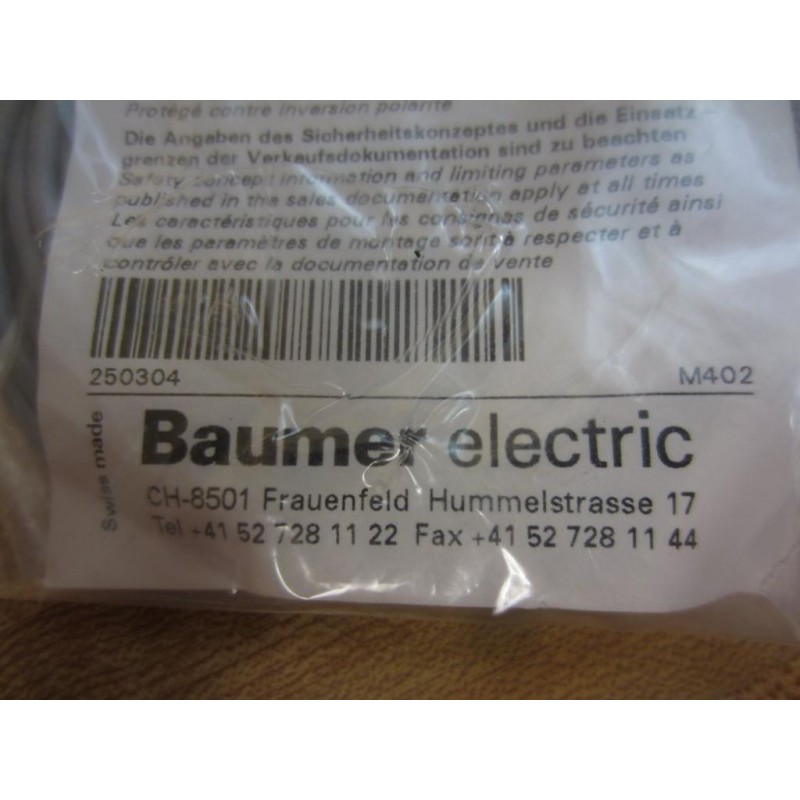 Protégé contre inversion polarité
Die Angaben des Sicherheitskonzeptes und die Einsatz-
grenzen der Verkaufsdokumentation sind zu beachten
Safety concept information and limiting parameters as
published in the sales documentation apply at all times
Les caractéristiques pour les consignes de sécurité ainsi
que les paramètres de montage sont à respecter et à
contrôler avec la documentation de vente
250304 M402
Swiss made
Baumer electric
CH-8501 Frauenfeld Hummelstrasse 17
Tel +41 52 728 11 22 Fax +41 52 728 11 44